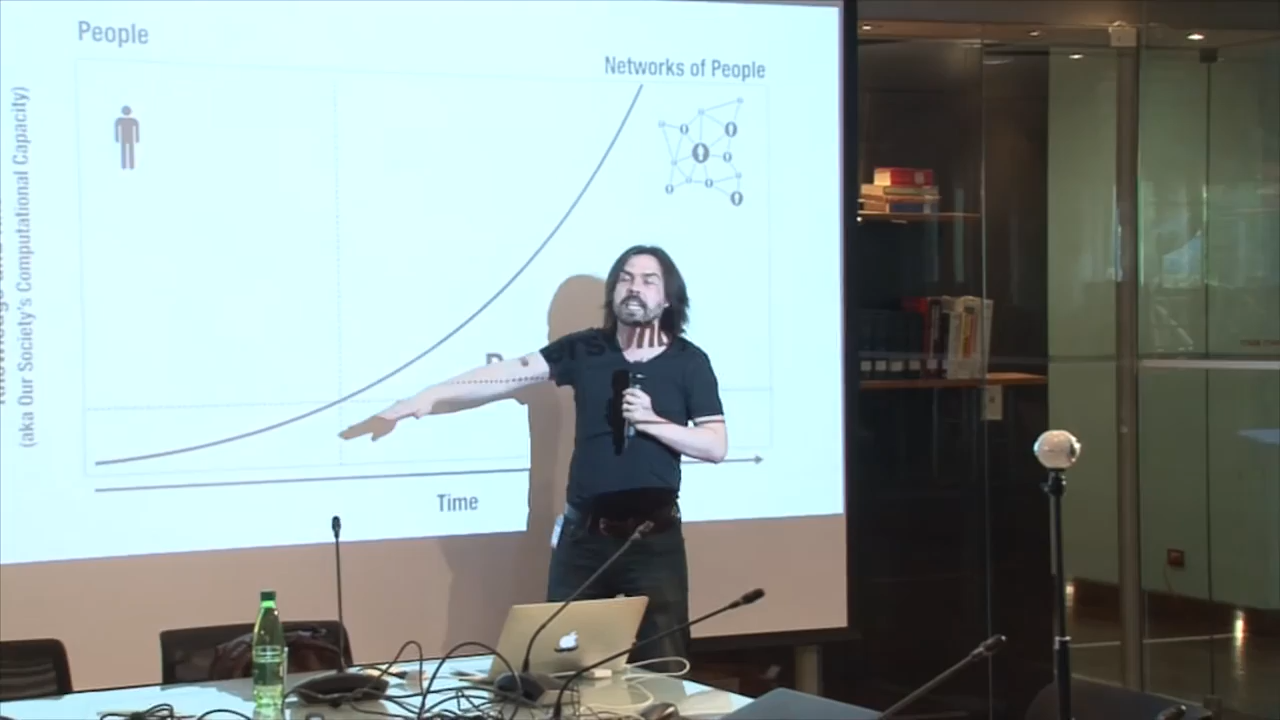 People
Networks of People
(aka Our Society's Computational Capacity)
Time